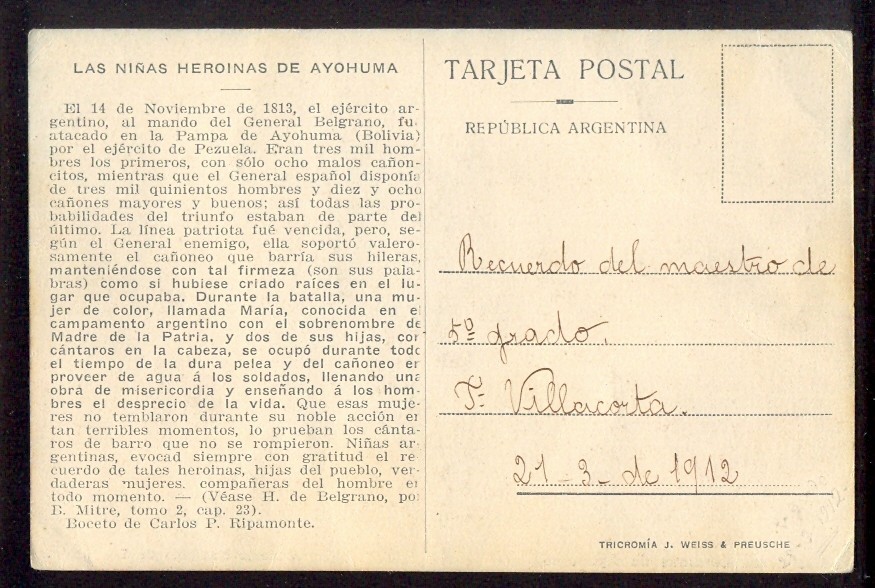 LAS NIÑAS HEROINAS DE AYOHUMA
El 14 de Noviembre de 1813, el ejército ar-
gentino, al mando del General Belgrano, fu
atacado en la Pampa de Ayohuma (Bolivia)
por el ejército de Pezuela. Eran tres mil hom-
bres los primeros, con sólo ocho malos cañon-
citos, mientras que el General español disponía
de tres mil quinientos hombres y diez y ocho
cañones mayores y buenos; así todas las pro-
babilidades del triunfo estaban de parte del
último. La línea patriota fué vencida, pero, se-
gún el General enemigo, ella soportó valero-
samente el cañoneo que barría sus hileras,
manteniéndose con tal firmeza (son sus pala-
bras) como si hubiese criado raíces en el lu-
gar que ocupaba. Durante la batalla, una mu-
jer de color, llamada María, conocida en el
campamento argentino con el sobrenombre de
Madre de la Patria, y dos de sus hijas, con
cántaros en la cabeza, se ocupó durante todo
el tiempo de la dura pelea y del cañoneo en
proveer de agua á los soldados, llenando una
obra de misericordia y enseñando á los hom-
bres el desprecio de la vida. Que esas muje-
res no temblaron durante su noble acción en
tan terribles momentos, lo prueban los cánta-
ros de barro que no se rompieron. Niñas ar-
gentinas, evocad siempre con gratitud el re-
cuerdo de tales heroinas, hijas del pueblo, ver-
daderas mujeres. compañeras del hombre en
todo momento. — (Véase H. de Belgrano, por
B. Mitre, tomo 2, cap. 23).
Boceto de Carlos P. Ripamonte.
TARJETA POSTAL
REPÚBLICA ARGENTINA
Recuerdo del maestro de
5º grado.
F. Villacorta.
21-3- de 1912
TRICROMÍA J. WEISS & PREUSCHE